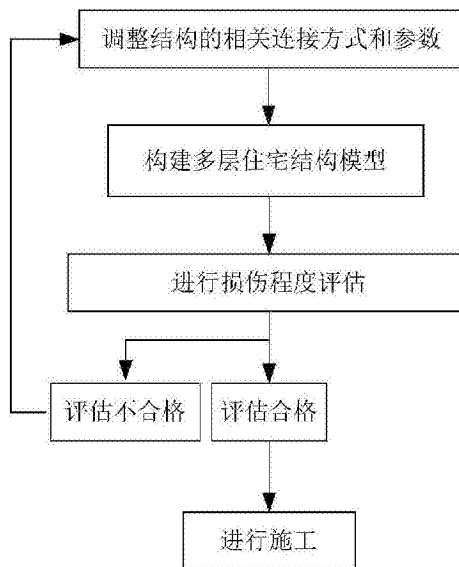 调整结构的相关连接方式和参数
构建多层住宅结构模型
进行损伤程度评估
评估不合格
评估合格
进行施工